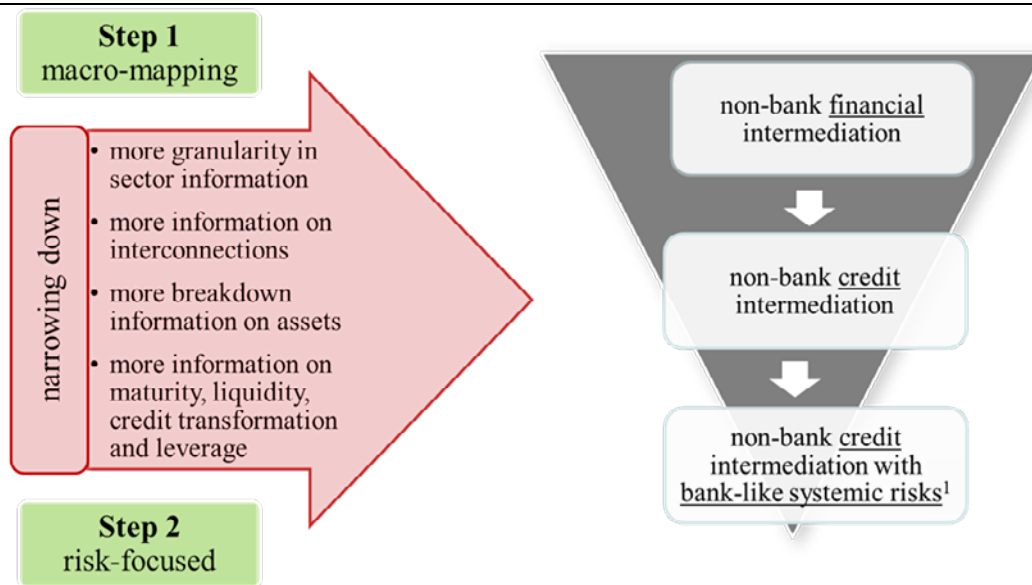 Step 1
macro-mapping
narrowing down
• more granularity in
sector information
• more information on
interconnections
• more breakdown
information on assets
• more information on
maturity, liquidity,
credit transformation
and leverage
Step 2
risk-focused
non-bank financial
intermediation
non-bank credit
intermediation
non-bank credit
intermediation with
bank-like systemic risks¹